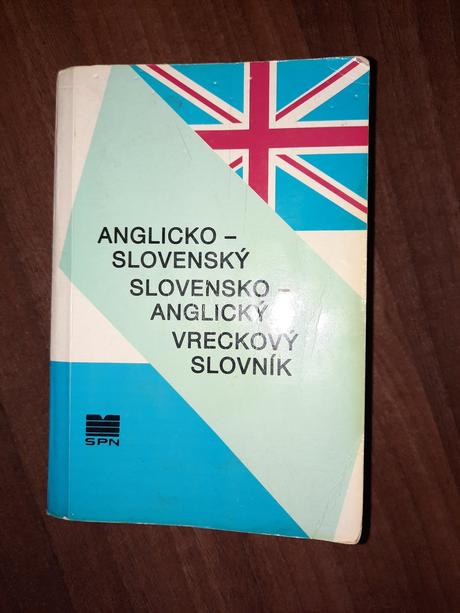 ANGLICKO –
SLOVENSKÝ
SLOVENSKO –
ANGLICKÝ
VRECKOVÝ
SLOVNÍK
SPN